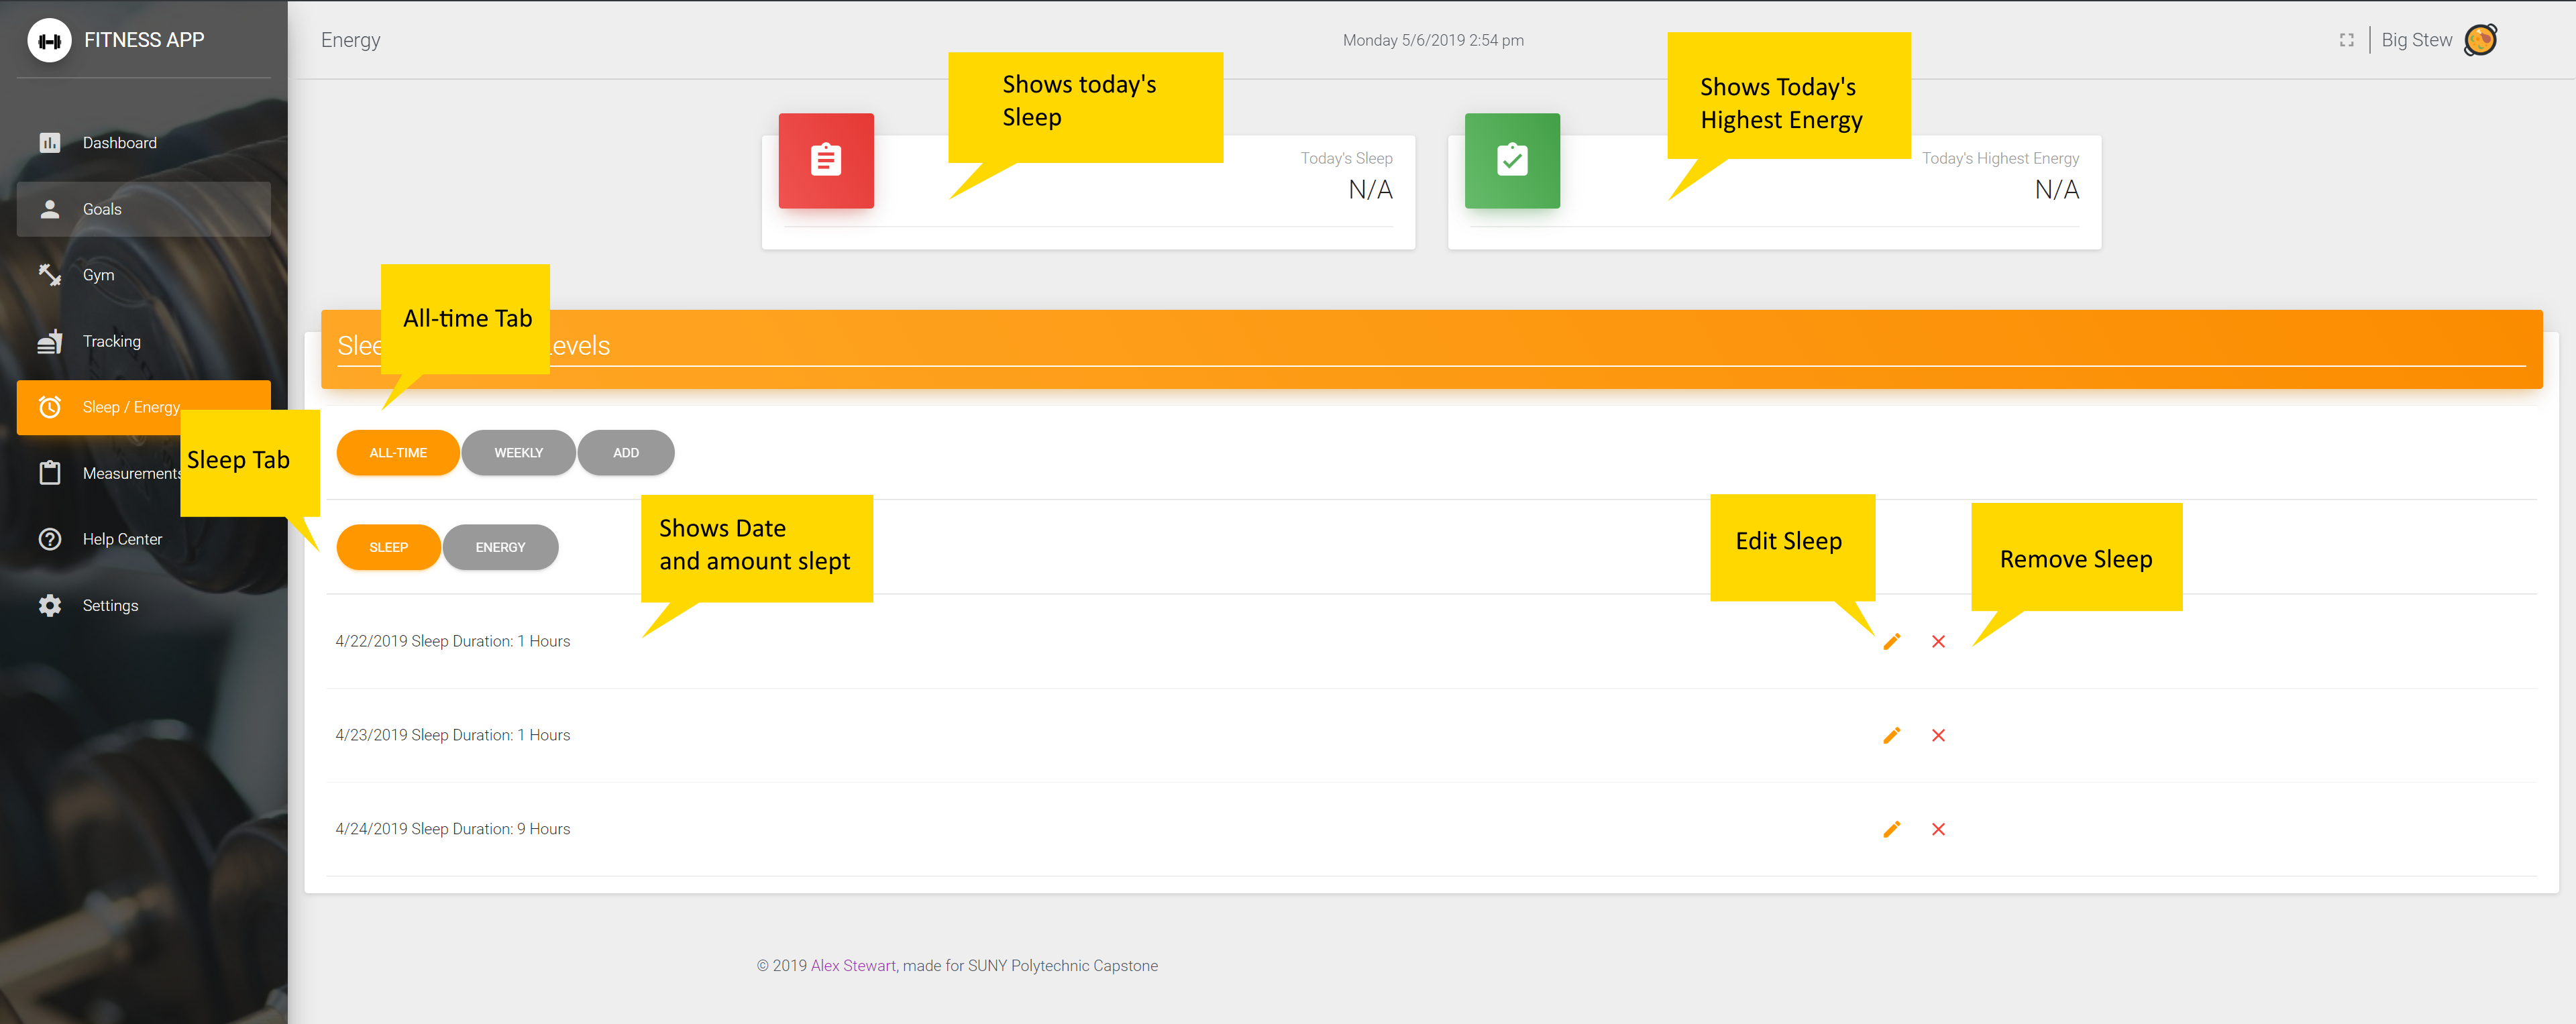 FITNESS APP
Energy
Monday 5/6/2019 2:54 pm
Big Stew
Dashboard
Goals
Gym
Tracking
Sleep / Energy
Measurements
Help Center
Settings
Shows today's
Sleep
Today's Sleep
N/A
Shows Today's
Highest Energy
Today's Highest Energy
N/A
All-time Tab
Slee evels
ALL-TIME WEEKLY ADD
Sleep Tab
SLEEP ENERGY
Shows Date
and amount slept
Edit Sleep
Remove Sleep
4/22/2019 Sleep Duration: 1 Hours
4/23/2019 Sleep Duration: 1 Hours
4/24/2019 Sleep Duration: 9 Hours
© 2019 Alex Stewart, made for SUNY Polytechnic Capstone